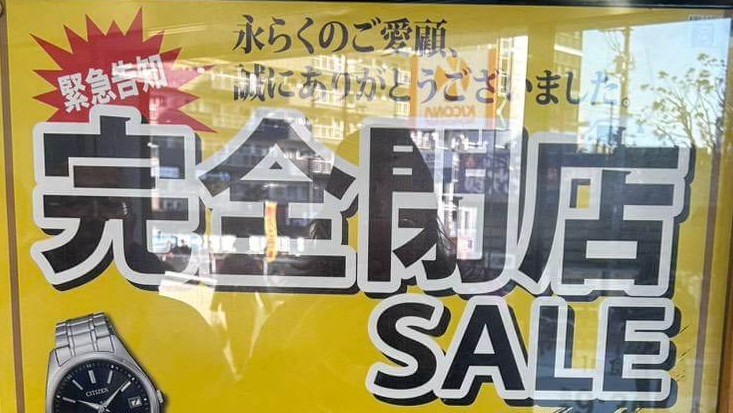 永らくのご愛顧、
誠にありがとうございました。
緊急告知
完全閉店
SALE
CITIZEN
KICONA